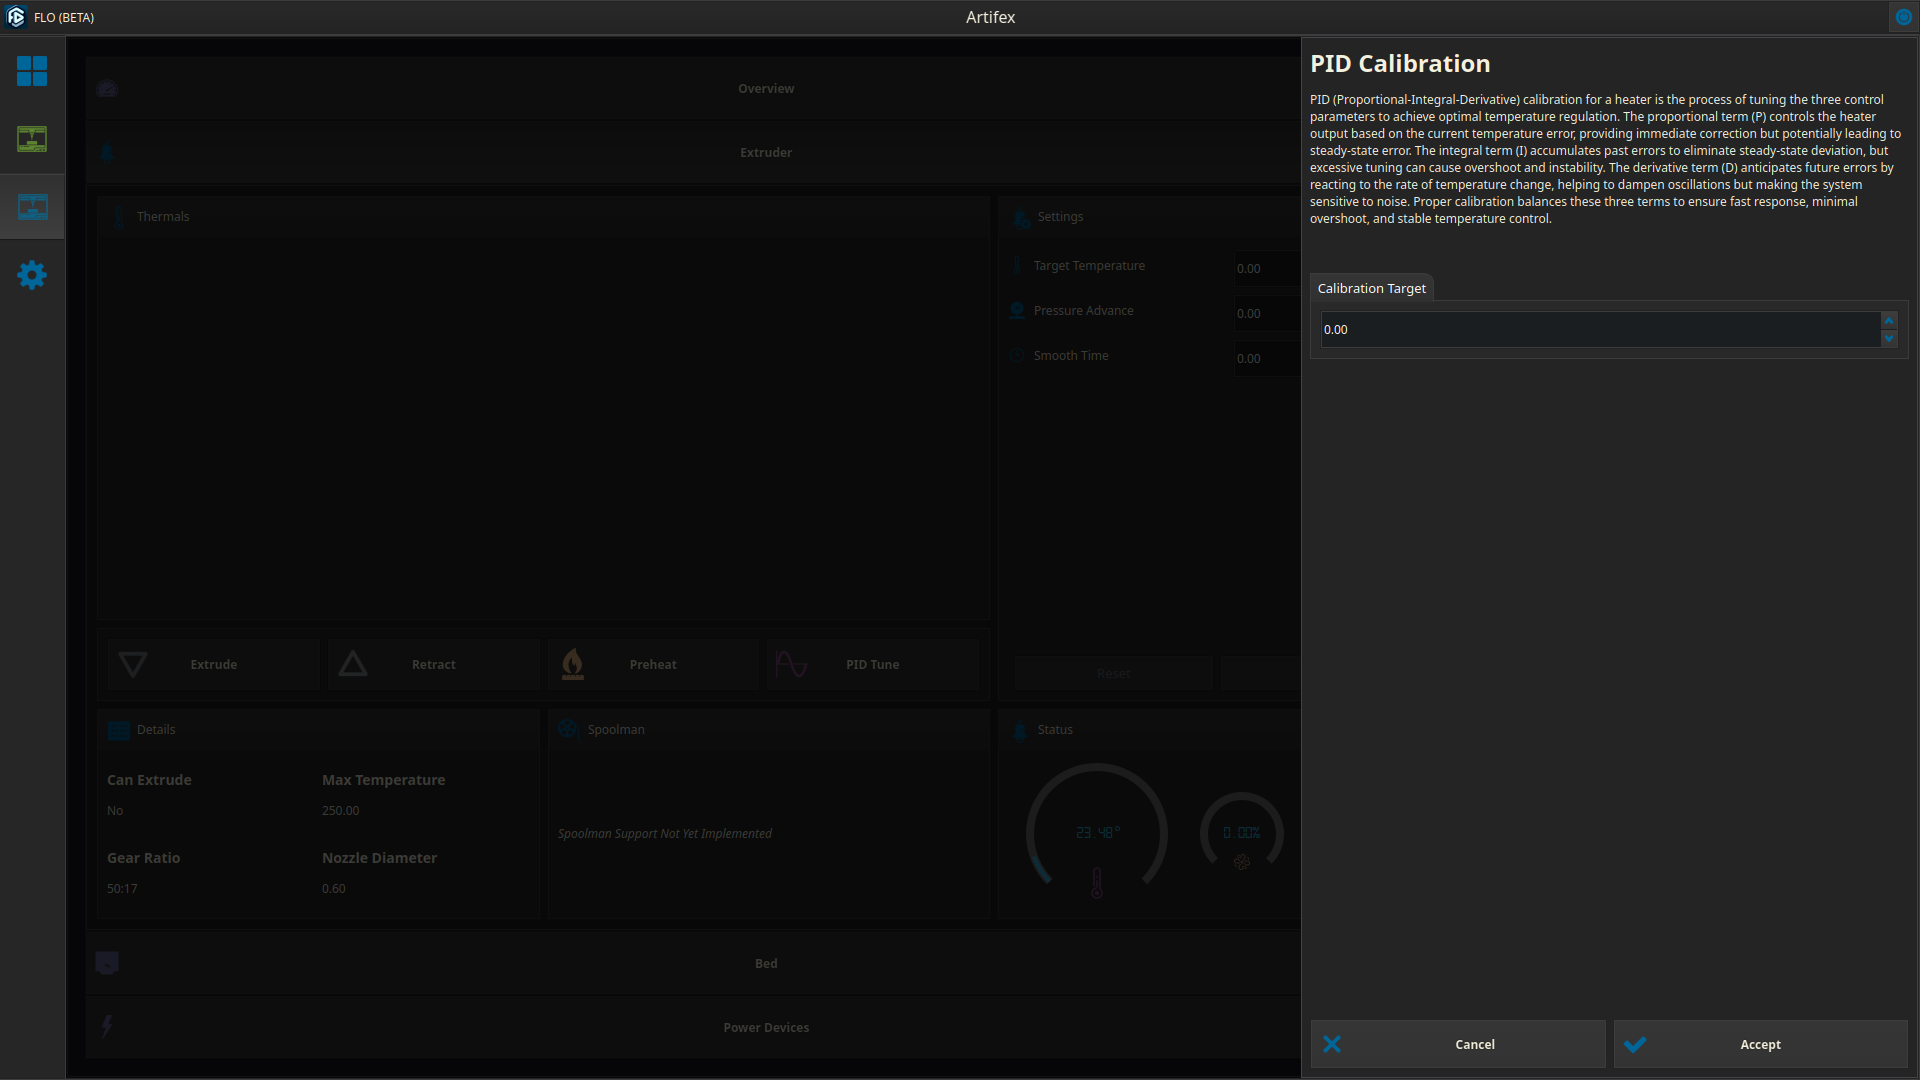 FLO (BETA)
Artifex
Overview
Extruder
Thermals
Settings
Target Temperature
0.00
Pressure Advance
0.00
Smooth Time
0.00
Extrude
Retract
Preheat
PID Tune
Reset
Details
Can Extrude
Max Temperature
No
250.00
Gear Ratio
Nozzle Diameter
50:17
0.60
Spoolman
Spoolman Support Not Yet Implemented
Status
23.48°
0.00%
Bed
Power Devices
PID Calibration
PID (Proportional-Integral-Derivative) calibration for a heater is the process of tuning the three control
parameters to achieve optimal temperature regulation. The proportional term (P) controls the heater
output based on the current temperature error, providing immediate correction but potentially leading to
steady-state error. The integral term (I) accumulates past errors to eliminate steady-state deviation, but
excessive tuning can cause overshoot and instability. The derivative term (D) anticipates future errors by
reacting to the rate of temperature change, helping to dampen oscillations but making the system
sensitive to noise. Proper calibration balances these three terms to ensure fast response, minimal
overshoot, and stable temperature control.
Calibration Target
0.00
Cancel
Accept